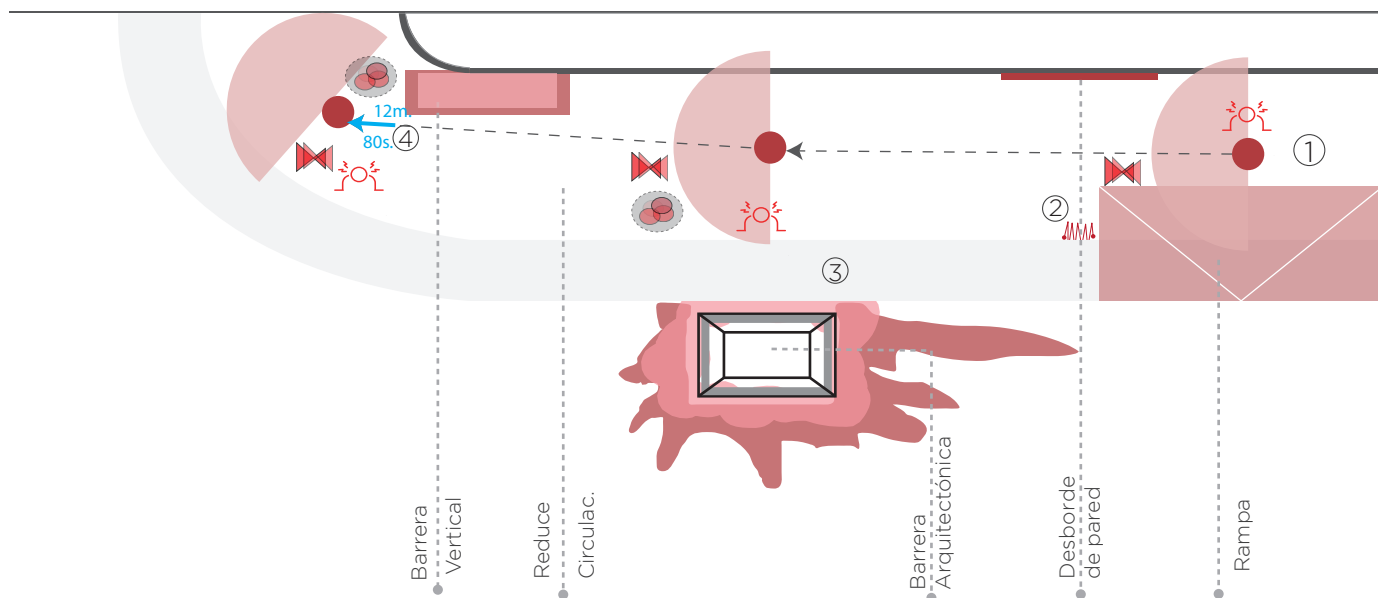 12m.
80s.
④
①
②
③
Barrera
Vertical
Reduce
Circulac.
Barrera
Arquitectónica
Desborde
de pared
Rampa